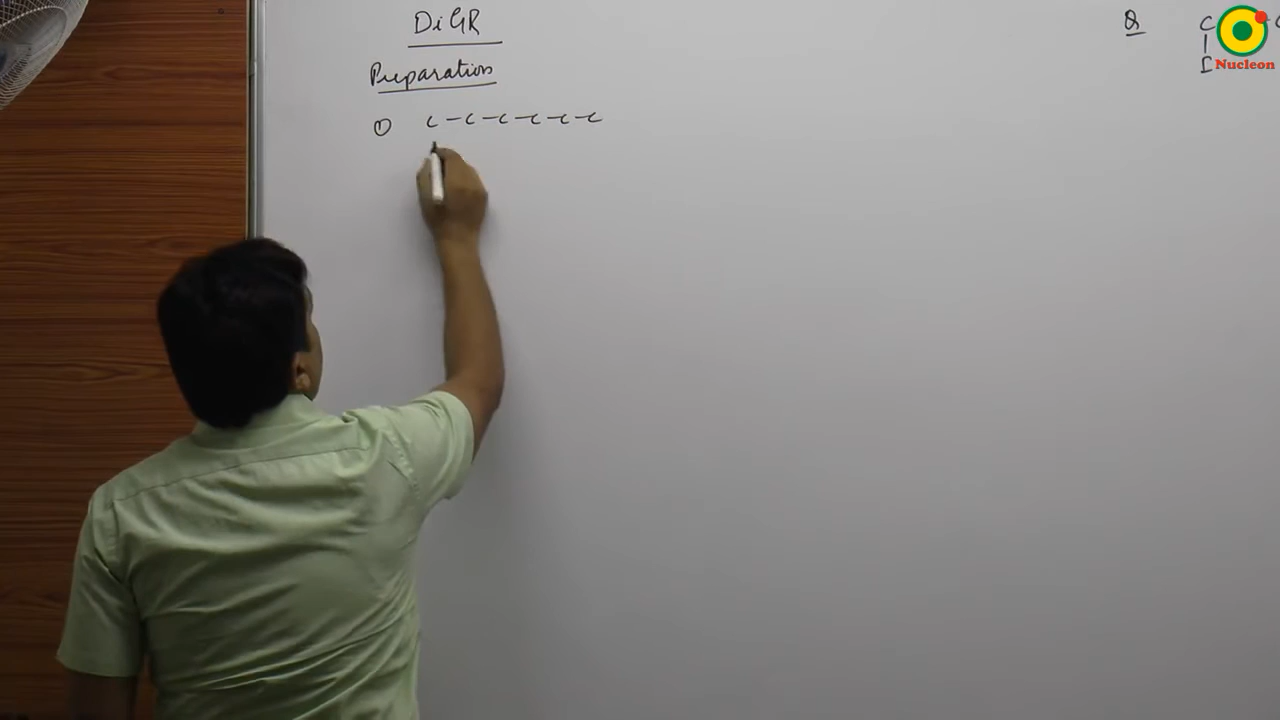 DiGR
Preparation
① C-C-C-C-C-C
Q C
I
Nucleon